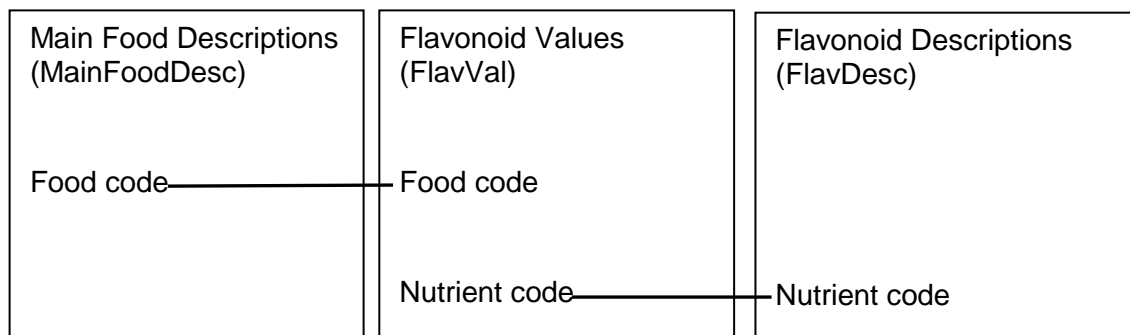 Main Food Descriptions
(MainFoodDesc)
Food code
Flavonoid Values
(FlavVal)
Food code
Nutrient code
Flavonoid Descriptions
(FlavDesc)
Nutrient code